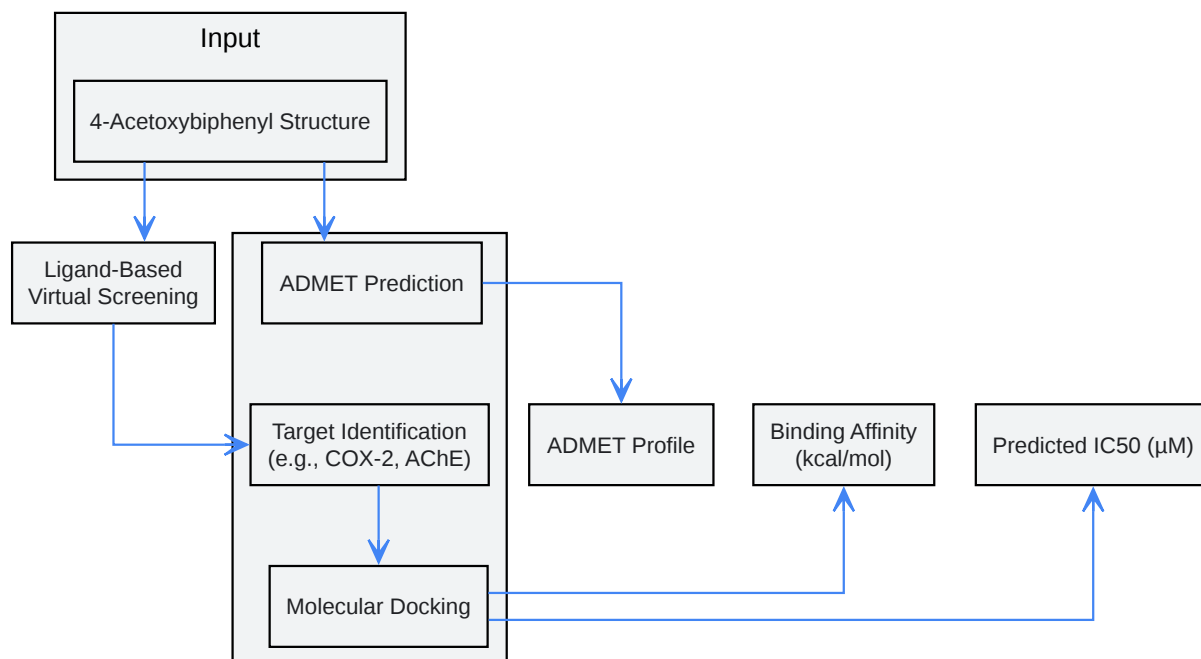 Input
4-Acetoxybiphenyl Structure
Ligand-Based
Virtual Screening
ADMET Prediction
Target Identification
(e.g., COX-2, AChE)
ADMET Profile
Binding Affinity
(kcal/mol)
Predicted IC50 (µM)
Molecular Docking